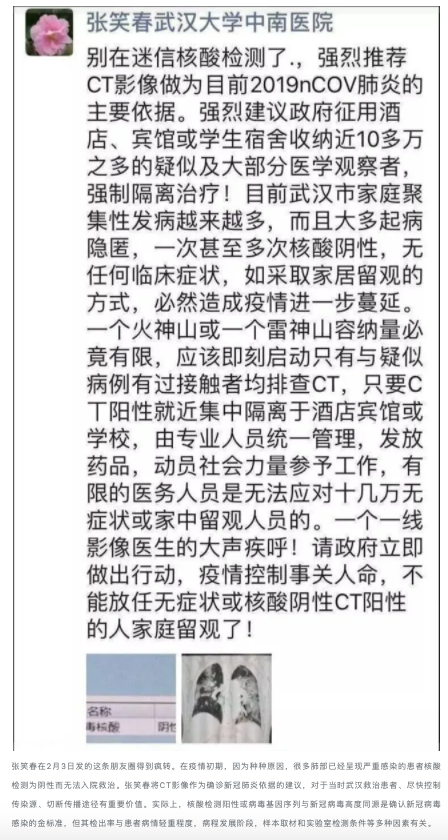 张笑春武汉大学中南医院
别在迷信核酸检测了.，强烈推荐
CT影像做为目前2019nCOV肺炎的
主要依据。强烈建议政府征用酒
店、宾馆或学生宿舍收纳近10多万
之多的疑似及大部分医学观察者，
强制隔离治疗！目前武汉市家庭聚
集性发病越来越多，而且大多起病
隐匿，一次甚至多次核酸阴性，无
任何临床症状，如采取家居留观的
方式，必然造成疫情进一步蔓延。
一个火神山或一个雷神山容纳量必
竟有限，应该即刻启动只有与疑似
病例有过接触者均排查CT，只要C
T阳性就近集中隔离于酒店宾馆或
学校，由专业人员统一管理，发放
药品，动员社会力量参予工作，有
限的医务人员是无法应对十几万无
症状或家中留观人员的。一个一线
影像医生的大声疾呼！请政府立即
做出行动，疫情控制事关人命，不
能放任无症状或核酸阴性CT阳性
的人家庭留观了！
名称
毒核酸 阴性
张笑春在2月3日发的这条朋友圈得到疯转。在疫情初期，因为种种原因，很多肺部已经呈现严重感染的患者核酸
检测为阴性而无法入院救治。张笑春将CT影像作为确诊新冠肺炎依据的建议，对于当时武汉救治患者、尽快控制
传染源、切断传播途径有重要价值。实际上，核酸检测阳性或病毒基因序列与新冠病毒高度同源是确认新冠病毒
感染的金标准，但其检出率与患者病情轻重程度，病程发展阶段，样本取材和实验室检测条件等多种因素有关。